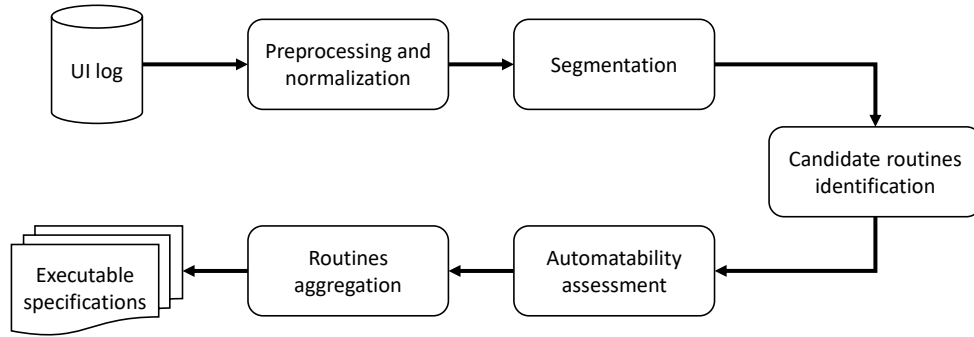 UI log
Preprocessing and
normalization
Segmentation
Candidate routines
identification
Automatability
assessment
Routines
aggregation
Executable
specifications